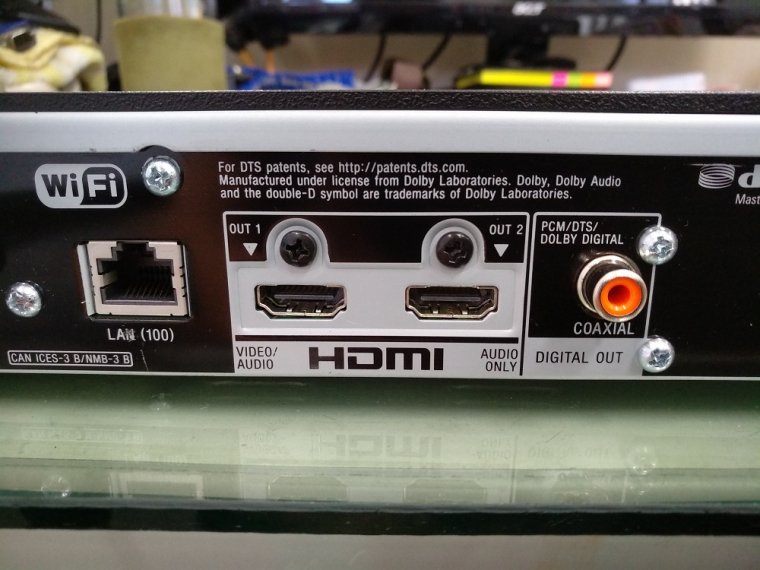 WiFi
For DTS patents, see http://patents.dts.com.
Manufactured under license from Dolby Laboratories. Dolby, Dolby Audio
and the double-D symbol are trademarks of Dolby Laboratories.
OUT 1
OUT 2
PCM/DTS/
DOLBY DIGITAL
LAN (100)
CAN ICES-3 B/NMB-3 B
VIDEO/
AUDIO
HDMI
AUDIO
ONLY
COAXIAL
DIGITAL OUT